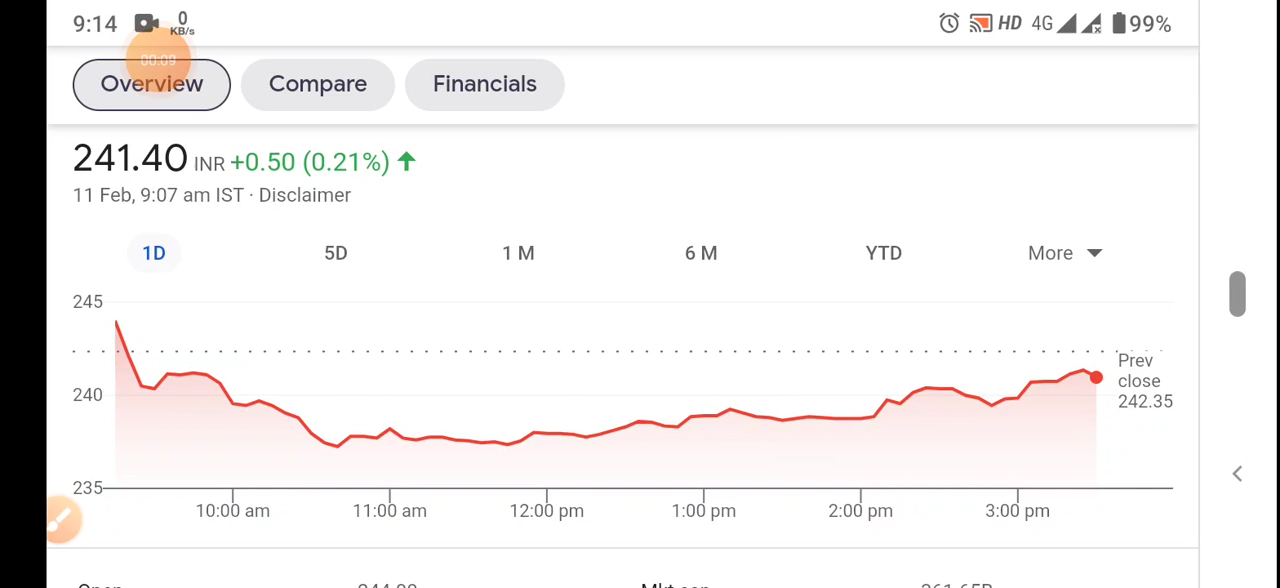 9:14 0 KB/s HD 4G 99%
00:09
Overview Compare Financials
241.40 INR +0.50 (0.21%)
11 Feb, 9:07 am IST · Disclaimer
1D 5D 1 M 6 M YTD More
245
240
235
Prev
close
242.35
10:00 am 11:00 am 12:00 pm 1:00 pm 2:00 pm 3:00 pm